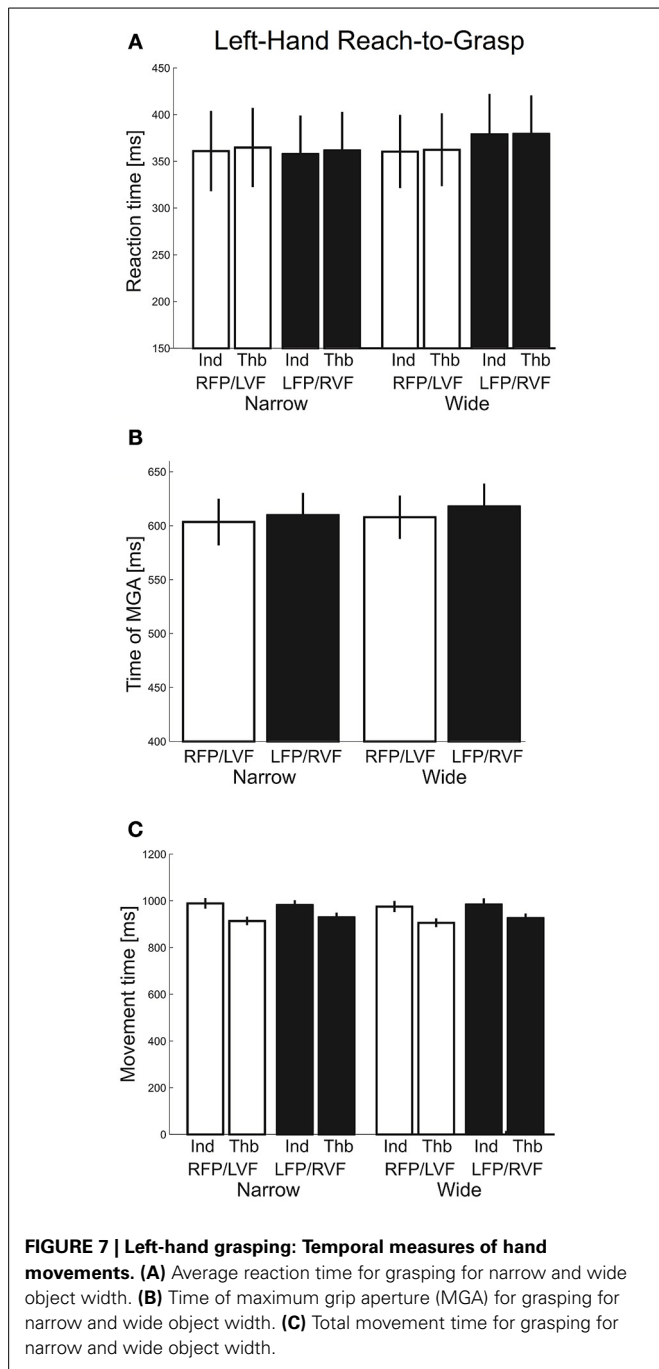 A Left-Hand Reach-to-Grasp
Reaction time [ms]
450
400
350
300
250
200
150
Ind Thb Ind Thb Ind Thb Ind Thb
RFP/LVF LFP/RVF RFP/LVF LFP/RVF
Narrow Wide
B
Time of MGA [ms]
650
600
550
500
450
400
RFP/LVF LFP/RVF RFP/LVF LFP/RVF
Narrow Wide
C
Movement time [ms]
1200
1000
800
600
400
200
0
Ind Thb Ind Thb Ind Thb Ind Thb
RFP/LVF LFP/RVF RFP/LVF LFP/RVF
Narrow Wide
FIGURE 7 | Left-hand grasping: Temporal measures of hand
movements. (A) Average reaction time for grasping for narrow and wide
object width. (B) Time of maximum grip aperture (MGA) for grasping for
narrow and wide object width. (C) Total movement time for grasping for
narrow and wide object width.